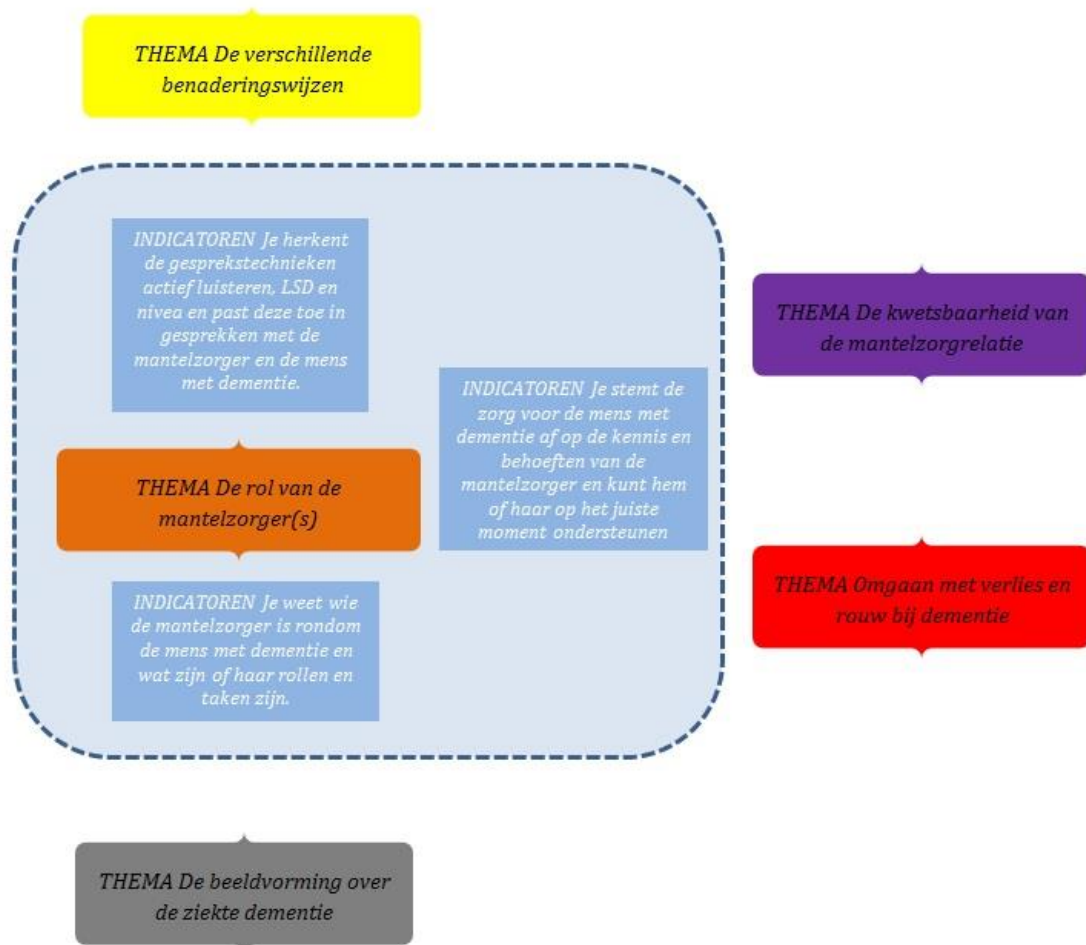 THEMA De verschillende
benaderingswijzen
INDICATOREN Je herkent
de gesprekstechnieken
actief luisteren, LSD en
nivea en past deze toe in
gesprekken met de
mantelzorger en de mens
met dementie.
THEMA De kwetsbaarheid van
de mantelzorgrelatie
INDICATOREN Je stemt de
zorg voor de mens met
dementie af op de kennis en
behoeften van de
mantelzorger en kunt hem
of haar op het juiste
moment ondersteunen
THEMA De rol van de
mantelzorger(s)
THEMA Omgaan met verlies en
rouw bij dementie
INDICATOREN Je weet wie
de mantelzorger is rondom
de mens met dementie en
wat zijn of haar rollen en
taken zijn.
THEMA De beeldvorming over
de ziekte dementie